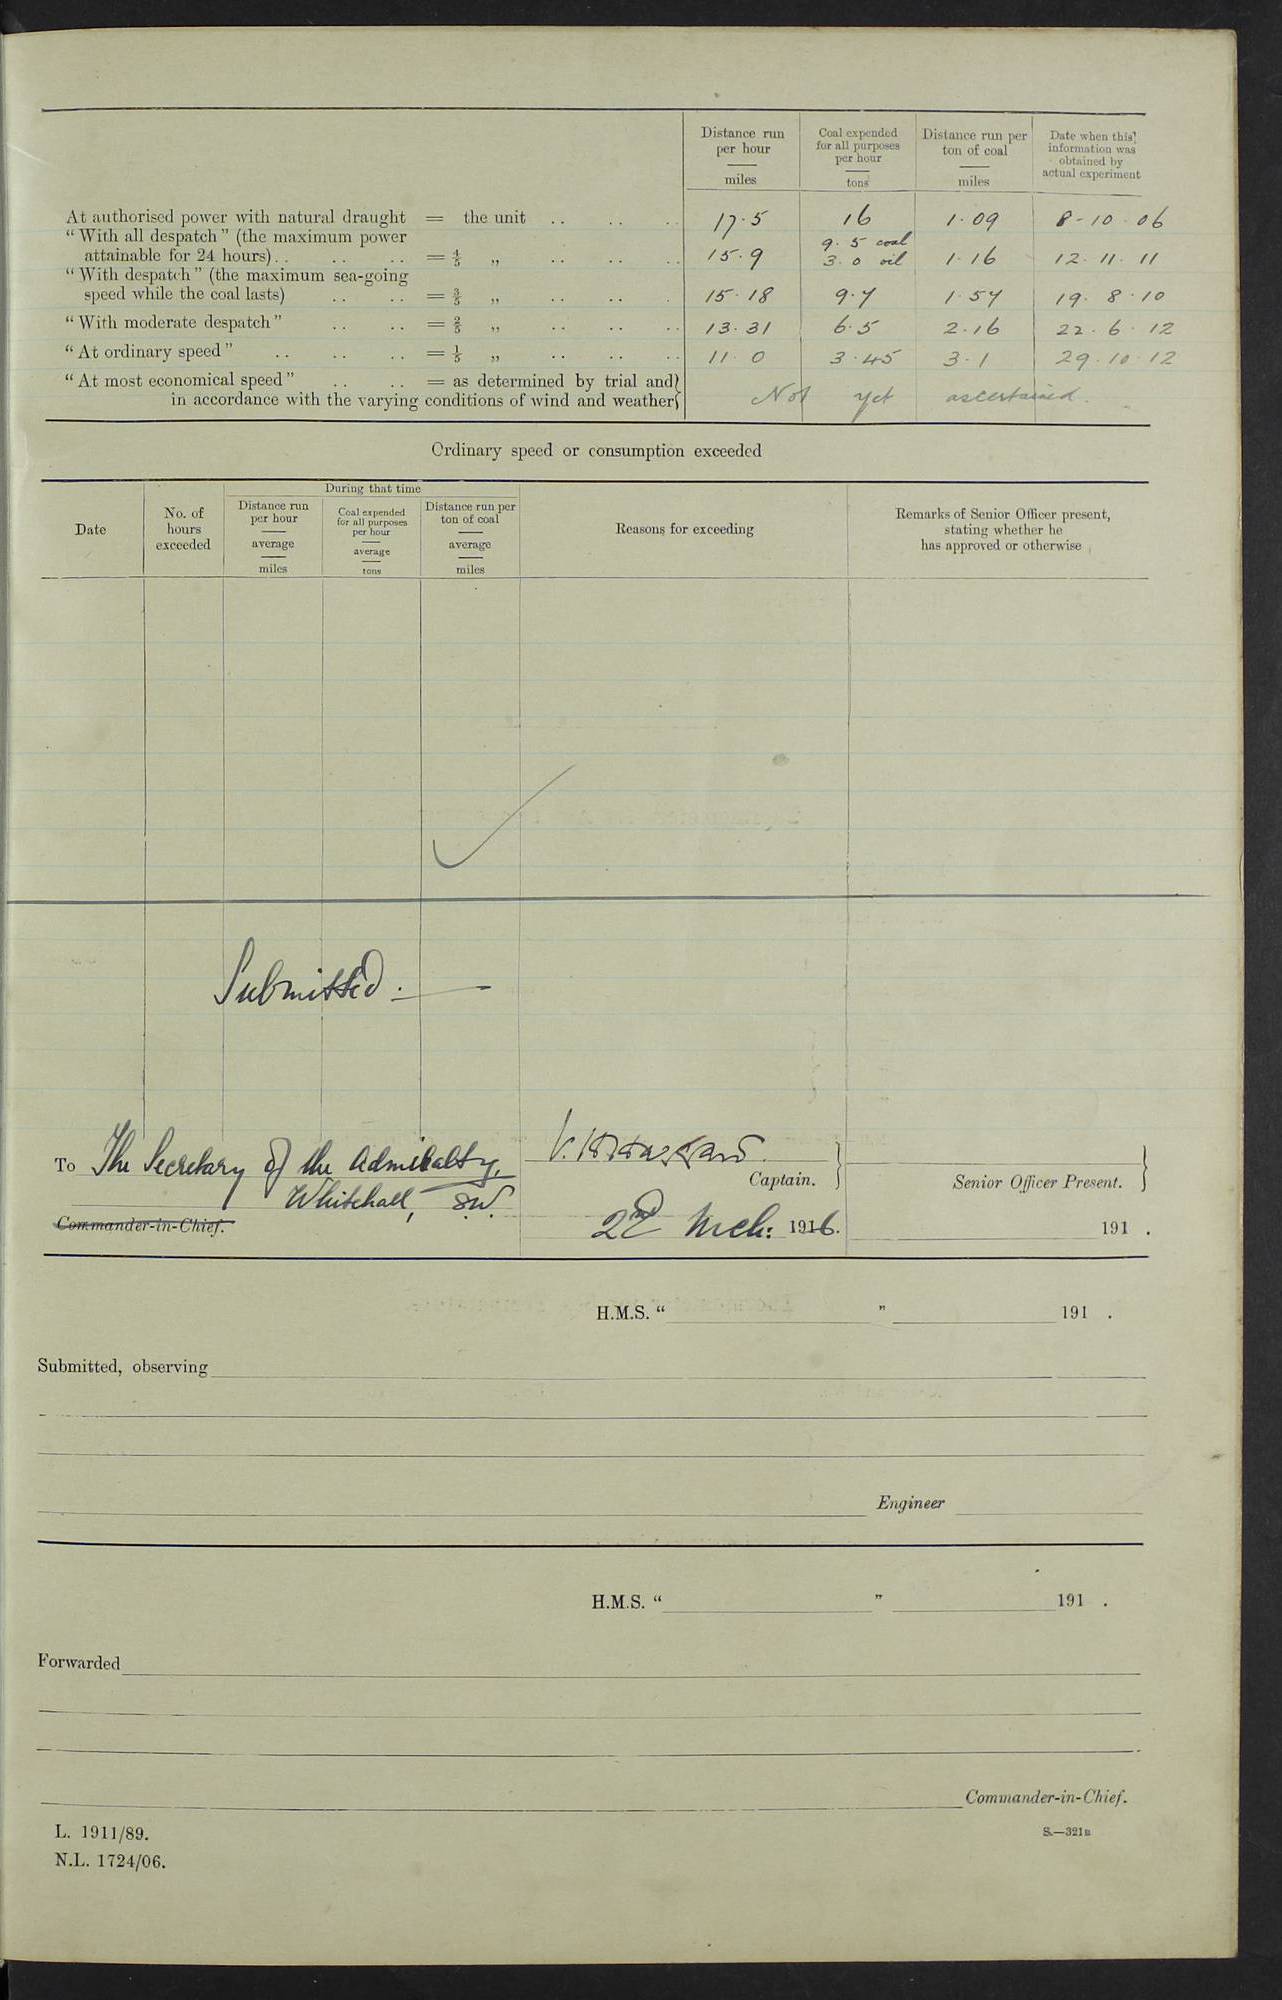 Distance run per hour — miles
Coal expended for all purposes per hour — tons
Distance run per ton of coal — miles
Date when this information was obtained by actual experiment
At authorised power with natural draught = the unit .. .. .. 17.5 16 1.09 8-10-06
"With all despatch" (the maximum power
attainable for 24 hours) .. .. .. = 4/5 „ .. .. .. 15.9 9.5 coal 3.0 oil 1.16 12.11.11
"With despatch" (the maximum sea-going
speed while the coal lasts) .. .. = 3/5 „ .. .. . 15.18 9.7 1.57 19.8.10
"With moderate despatch" .. .. = 2/5 „ .. .. .. 13.31 6.5 2.16 22.6.12
"At ordinary speed" .. .. .. = 1/5 „ .. .. .. 11.0 3.45 3.1 29.10.12
"At most economical speed" .. .. = as determined by trial and
in accordance with the varying conditions of wind and weather Not yet ascertained.
Ordinary speed or consumption exceeded
Date
No. of hours exceeded
During that time
Distance run per hour — average — miles
Coal expended for all purposes per hour — average — tons
Distance run per ton of coal — average — miles
Reasons for exceeding
Remarks of Senior Officer present, stating whether he has approved or otherwise
Submitted. —
To The Secretary of the Admiralty,
Whitehall, S.W.
Commander-in-Chief.
Captain.
2nd Mch: 1916.
Senior Officer Present.
191 .
H.M.S. " " 191 .
Submitted, observing
Engineer
H.M.S. " " 191 .
Forwarded
Commander-in-Chief.
L. 1911/89.
S.—321B
N.L. 1724/06.